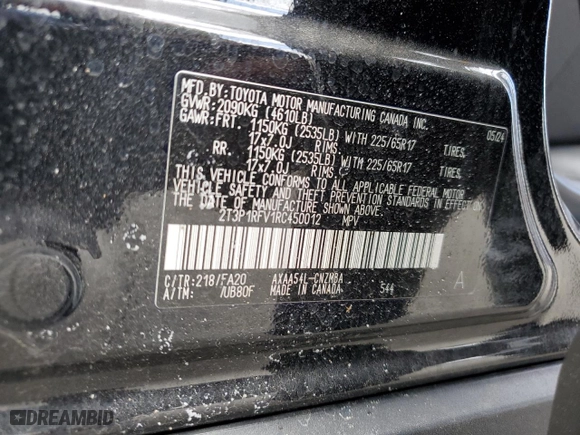 MFD. BY: TOYOTA MOTOR MANUFACTURING CANADA INC.
GVWR: 2090KG (4610LB) 05/24
GAWR: FRT. 1150KG (2535LB) WITH 225/65R17 TIRES,
17x7.0J RIMS,
RR. 1150KG (2535LB) WITH 225/65R17 TIRES,
17x7.0J RIMS,
THIS VEHICLE CONFORMS TO ALL APPLICABLE FEDERAL MOTOR
VEHICLE SAFETY AND THEFT PREVENTION STANDARDS IN EFFECT ON
THE DATE OF MANUFACTURE SHOWN ABOVE.
2T3P1RFV1RC450012 MPV
C/TR: 218/FA20 AXAA54L-CNZMBA A
A/TM: 7UB80F MADE IN CANADA 544
DREAMBID